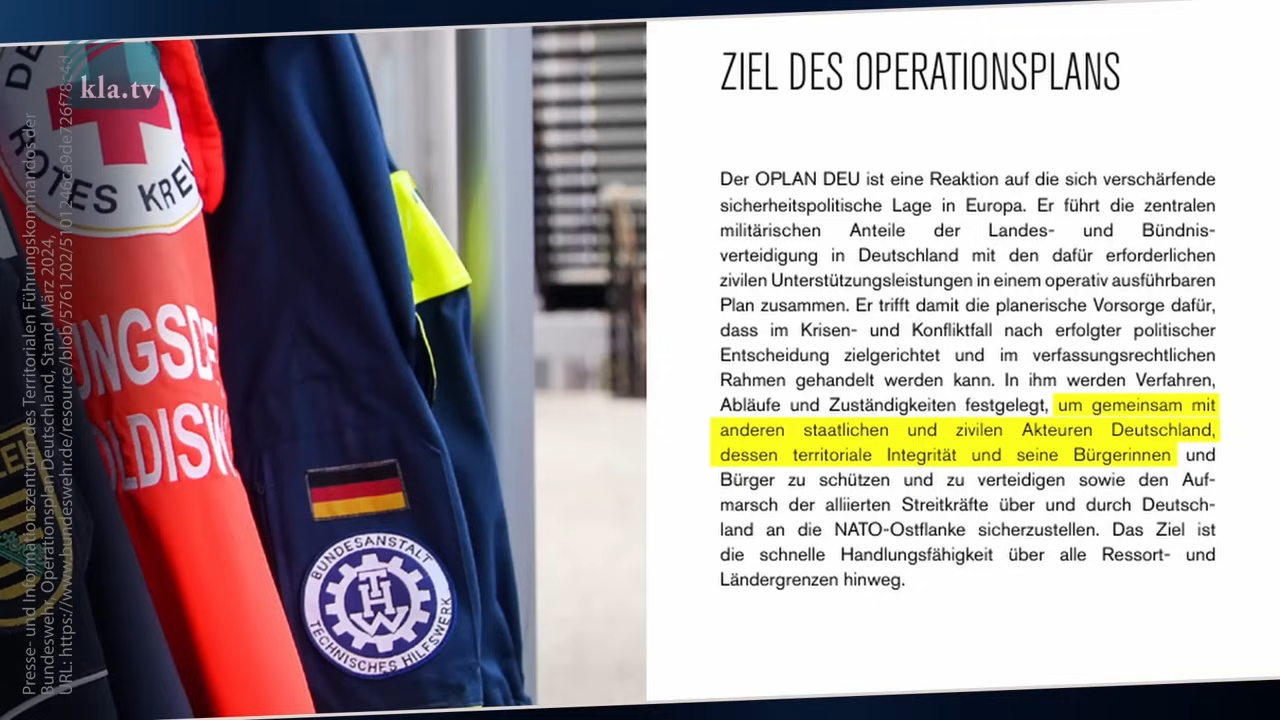 kla.tv
DE
ROTES KREU
UNGSD
LDISW
BUNDESANSTALT
THW
TECHNISCHES HILFSWERK
Presse- und Informationszentrum des Territorialen Führungskommandos der
Bundeswehr, Operationsplan Deutschland, Stand März 2024,
ZIEL DES OPERATIONSPLANS
Der OPLAN DEU ist eine Reaktion auf die sich verschärfende
sicherheitspolitische Lage in Europa. Er führt die zentralen
militärischen Anteile der Landes- und Bündnis-
verteidigung in Deutschland mit den dafür erforderlichen
zivilen Unterstützungsleistungen in einem operativ ausführbaren
Plan zusammen. Er trifft damit die planerische Vorsorge dafür,
dass im Krisen- und Konfliktfall nach erfolgter politischer
Entscheidung zielgerichtet und im verfassungsrechtlichen
Rahmen gehandelt werden kann. In ihm werden Verfahren,
Abläufe und Zuständigkeiten festgelegt, um gemeinsam mit
anderen staatlichen und zivilen Akteuren Deutschland,
dessen territoriale Integrität und seine Bürgerinnen und
Bürger zu schützen und zu verteidigen sowie den Auf-
marsch der alliierten Streitkräfte über und durch Deutsch-
land an die NATO-Ostflanke sicherzustellen. Das Ziel ist
die schnelle Handlungsfähigkeit über alle Ressort- und
Ländergrenzen hinweg.